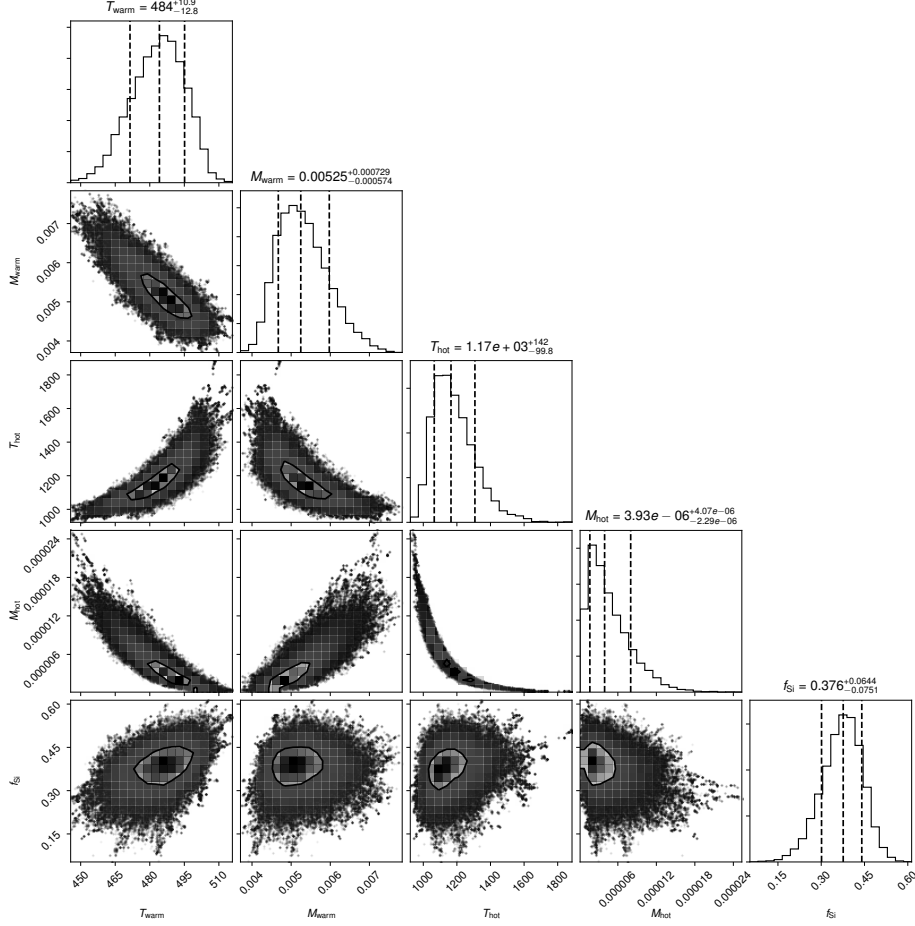 T_warm = 484^{+10.9}_{-12.8}
M_warm = 0.00525^{+0.000729}_{-0.000574}
0.007
0.006
0.005
0.004
M_warm
T_hot = 1.17e + 03^{+142}_{-99.8}
1800
1600
1400
1200
1000
T_hot
M_hot = 3.93e − 06^{+4.07e−06}_{-2.29e−06}
0.000024
0.000018
0.000012
0.000006
M_hot
f_Si = 0.376^{+0.0644}_{-0.0751}
0.60
0.45
0.30
0.15
f_Si
450 465 480 495 510 0.004 0.005 0.006 0.007 1000 1200 1400 1600 1800 0.000006 0.000012 0.000018 0.000024 0.15 0.30 0.45 0.60
T_warm M_warm T_hot M_hot f_Si